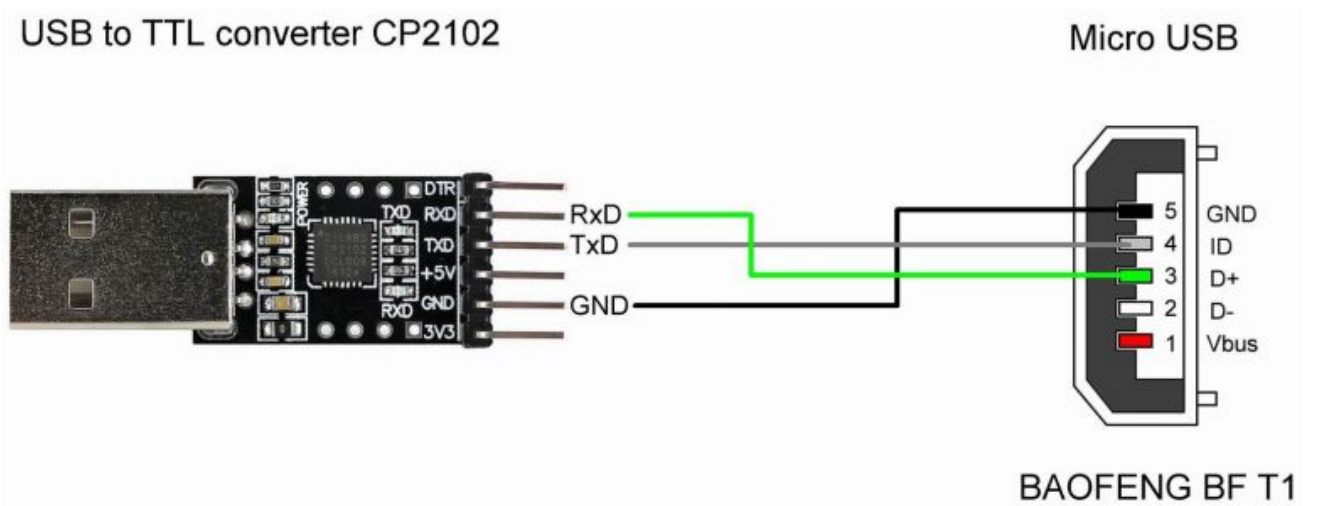 USB to TTL converter CP2102
Micro USB
POWER
TXD
RXD
DTR
RXD
TXD
+5V
GND
3V3
RxD
TxD
GND
5 GND
4 ID
3 D+
2 D-
1 Vbus
BAOFENG BF T1